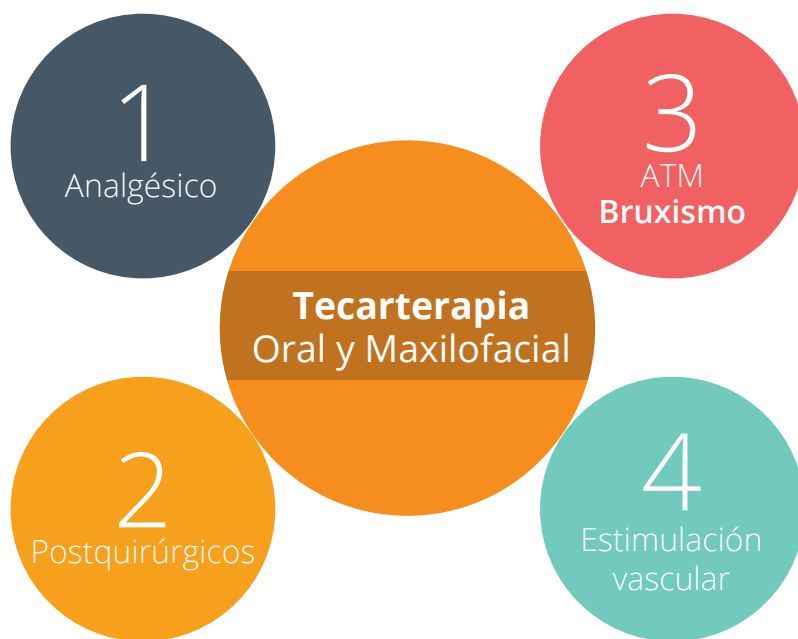 1
Analgésico
3
ATM
Bruxismo
Tecarterapia
Oral y Maxilofacial
2
Postquirúrgicos
4
Estimulación
vascular